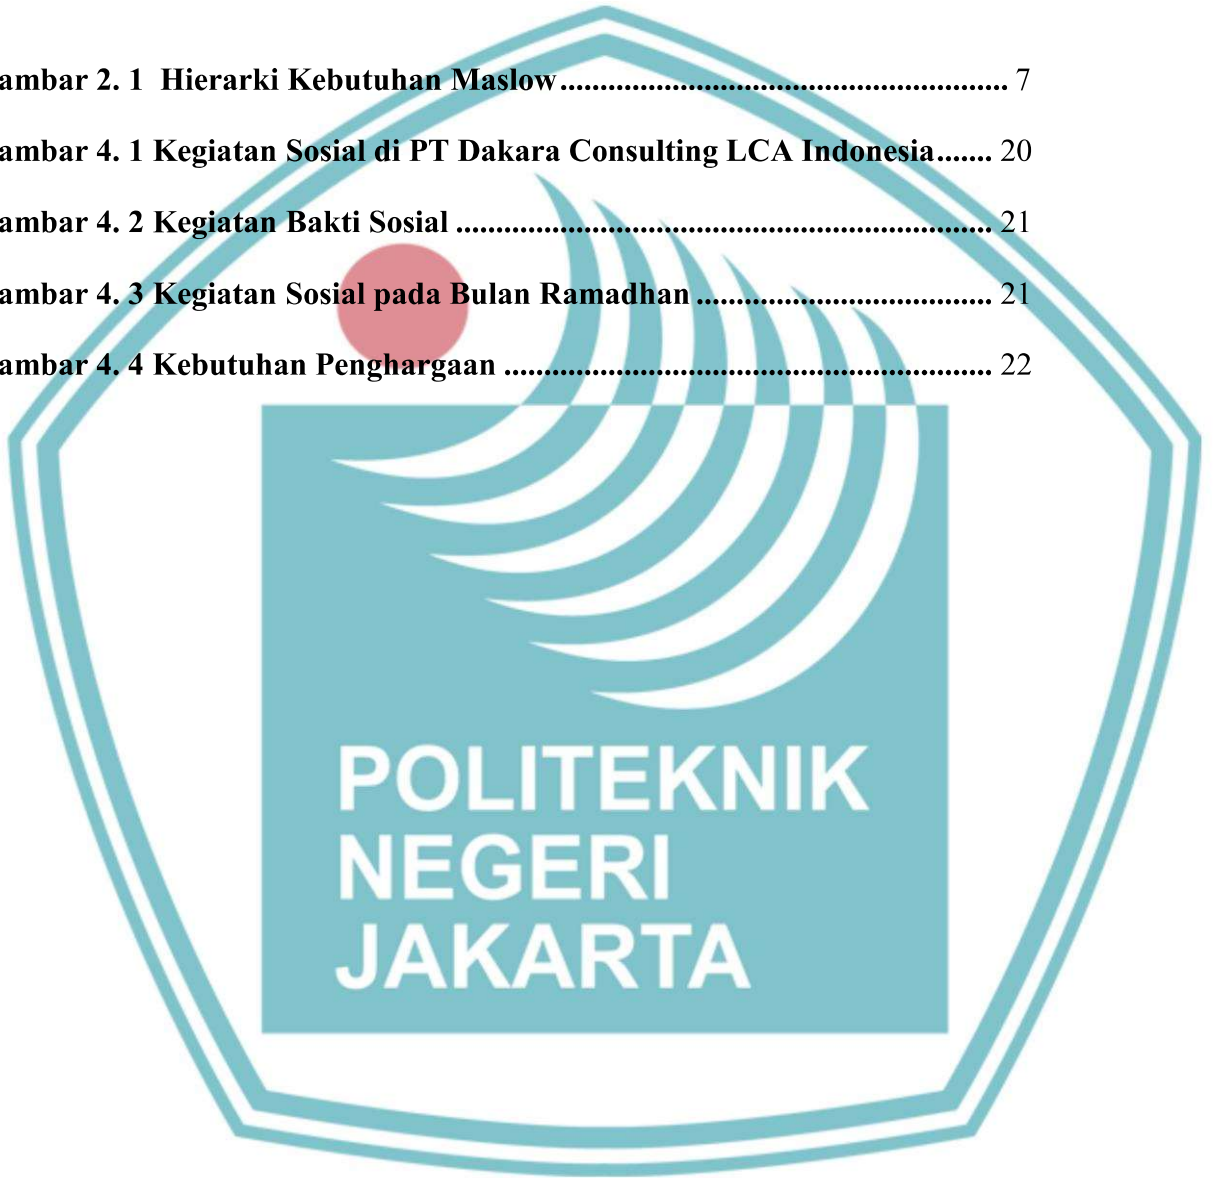 ambar 2. 1  Hierarki Kebutuhan Maslow........................................................ 7
ambar 4. 1 Kegiatan Sosial di PT Dakara Consulting LCA Indonesia....... 20
ambar 4. 2 Kegiatan Bakti Sosial ................................................................... 21
ambar 4. 3 Kegiatan Sosial pada Bulan Ramadhan ..................................... 21
ambar 4. 4 Kebutuhan Penghargaan ............................................................. 22
POLITEKNIK
NEGERI
JAKARTA